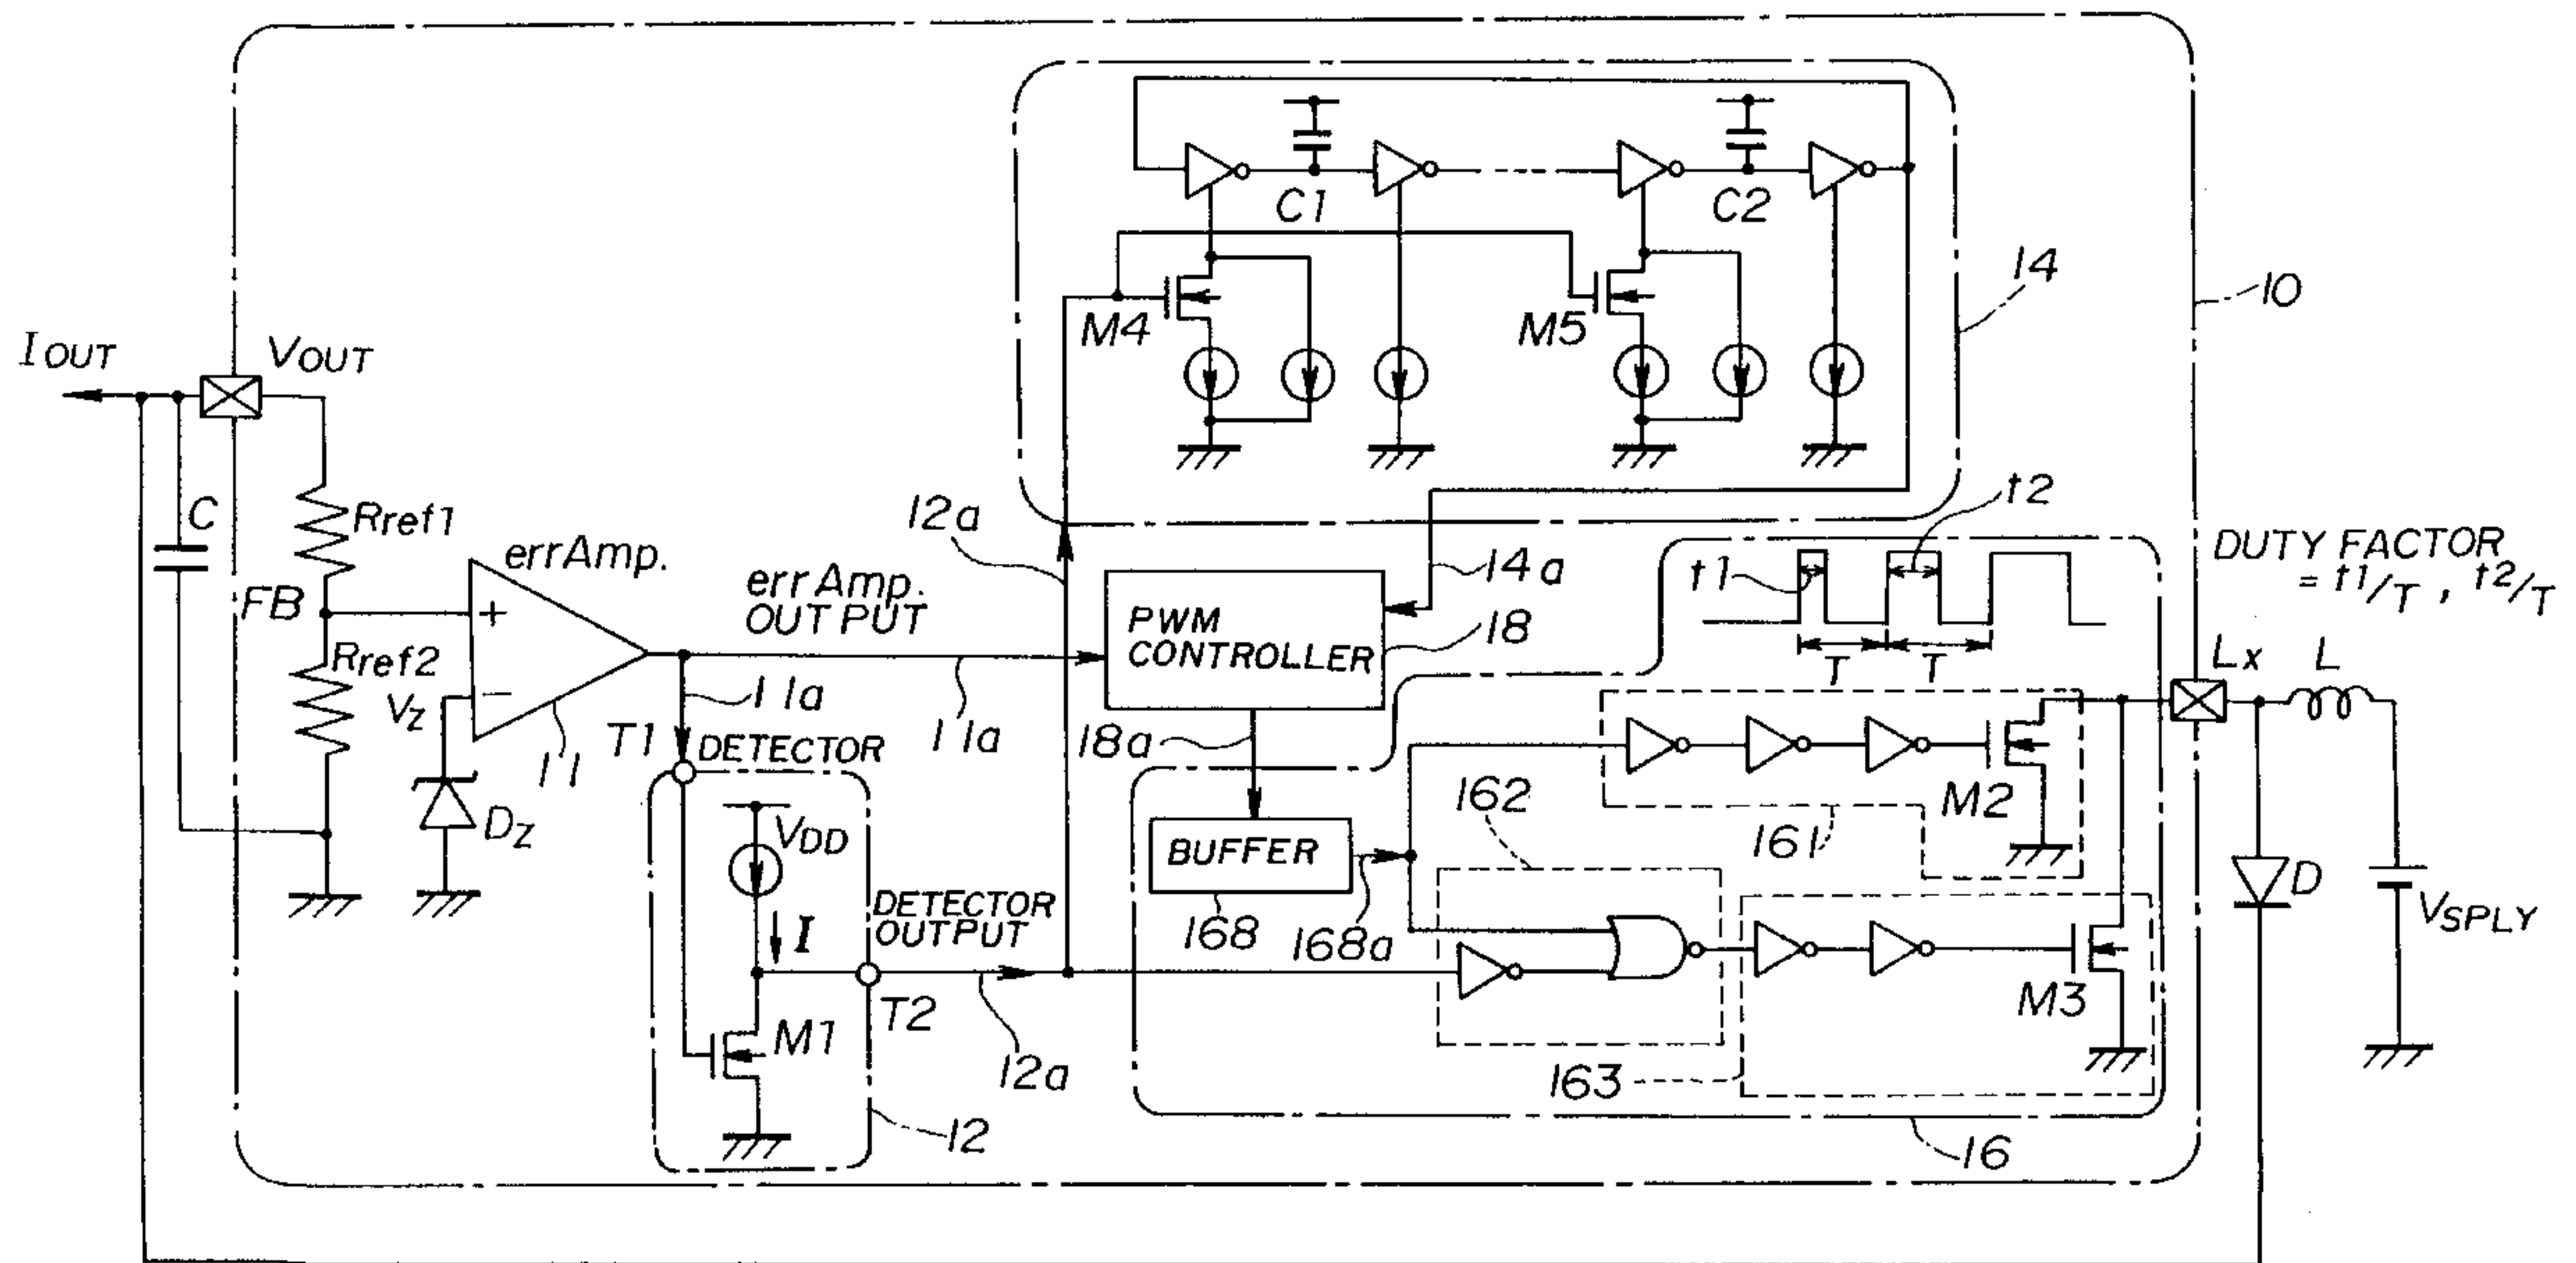 14
10
IOUT
VOUT
C1
C2
M4
M5
C
Rref1
FB
Rref2
VZ
DZ
errAmp.
11
errAmp.
OUTPUT
12a
11a
11a
T1
DETECTOR
VDD
I
M1
12
DETECTOR
OUTPUT
T2
12a
PWM
CONTROLLER
14a
18
18a
BUFFER
168
168a
162
161
163
16
t1
t2
T
T
DUTY FACTOR
= t1/T , t2/T
M2
M3
Lx
L
D
VSPLY